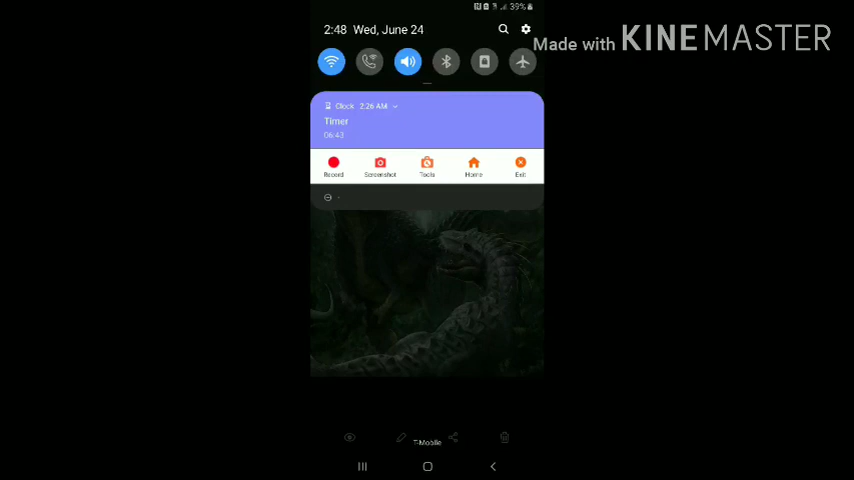 39%
2:48 Wed, June 24
Made with KINEMASTER
Clock 2:26 AM
Timer
06:43
Record Screenshot Tools Home Exit
T-Mobile